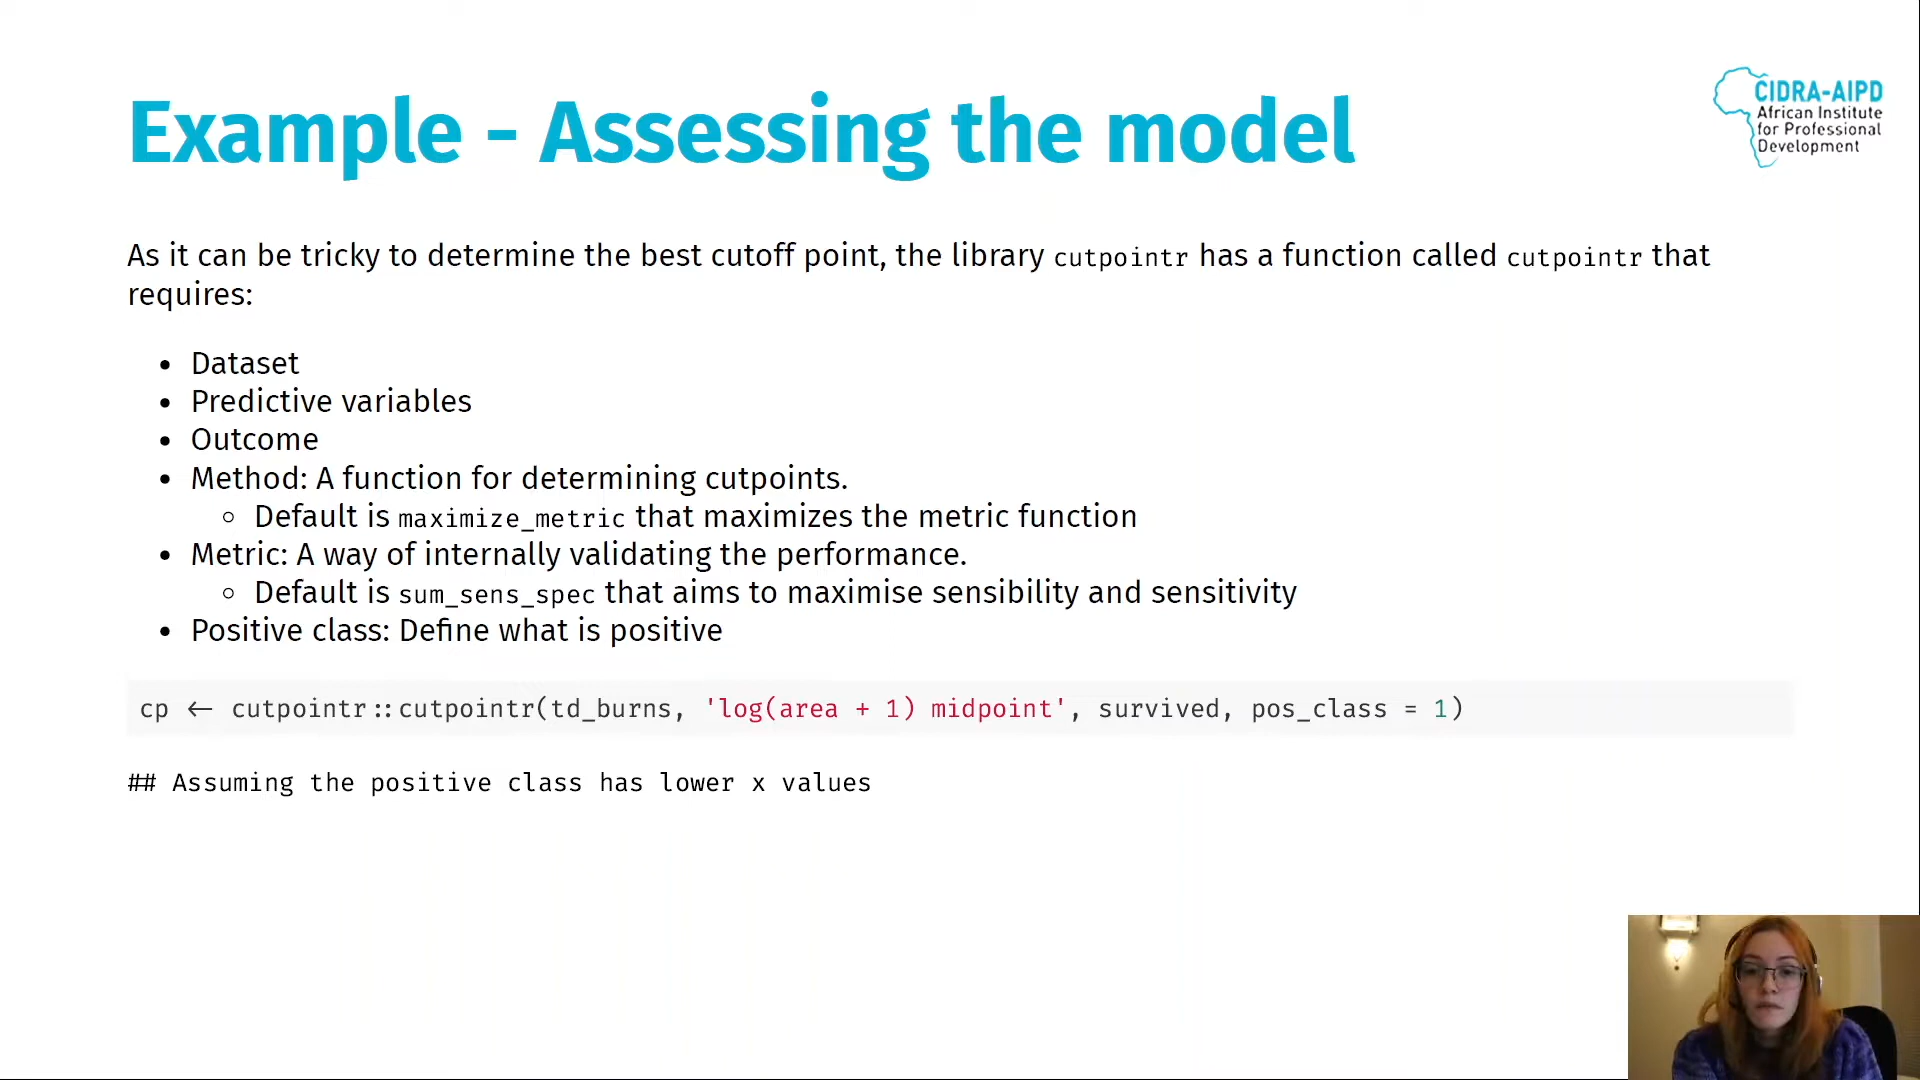 Example - Assessing the model
CIDRA-AIPD
African Institute
for Professional
Development
As it can be tricky to determine the best cutoff point, the library cutpointr has a function called cutpointr that
requires:
• Dataset
• Predictive variables
• Outcome
• Method: A function for determining cutpoints.
◦ Default is maximize_metric that maximizes the metric function
• Metric: A way of internally validating the performance.
◦ Default is sum_sens_spec that aims to maximise sensibility and sensitivity
• Positive class: Define what is positive
cp <- cutpointr::cutpointr(td_burns, 'log(area + 1) midpoint', survived, pos_class = 1)
## Assuming the positive class has lower x values